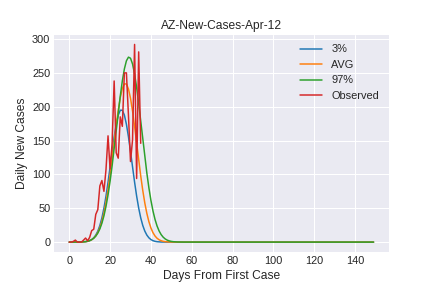 AZ-New-Cases-Apr-12
300
250
200
150
100
50
0
Daily New Cases
3%
AVG
97%
Observed
0 20 40 60 80 100 120 140
Days From First Case